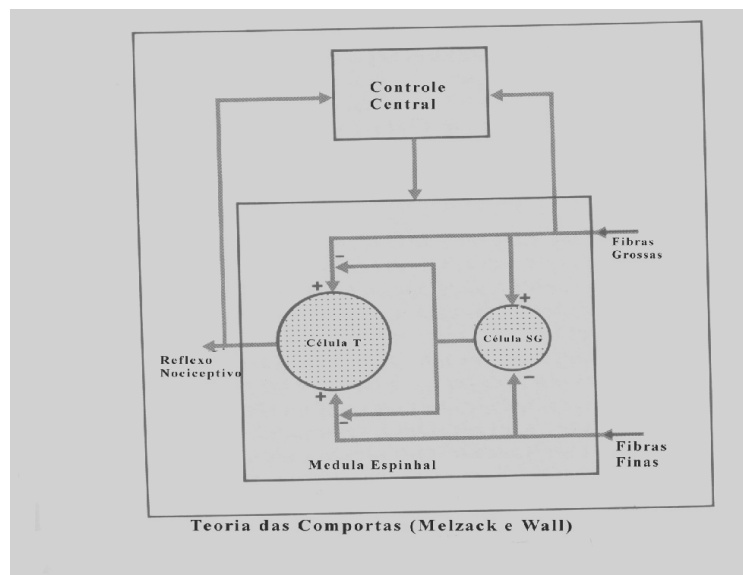 Controle
Central
Fibras
Grossas
−
+
+
Célula T
Célula SG
Reflexo
Nociceptivo
+
−
−
Fibras
Finas
Medula Espinhal
Teoria das Comportas (Melzack e Wall)